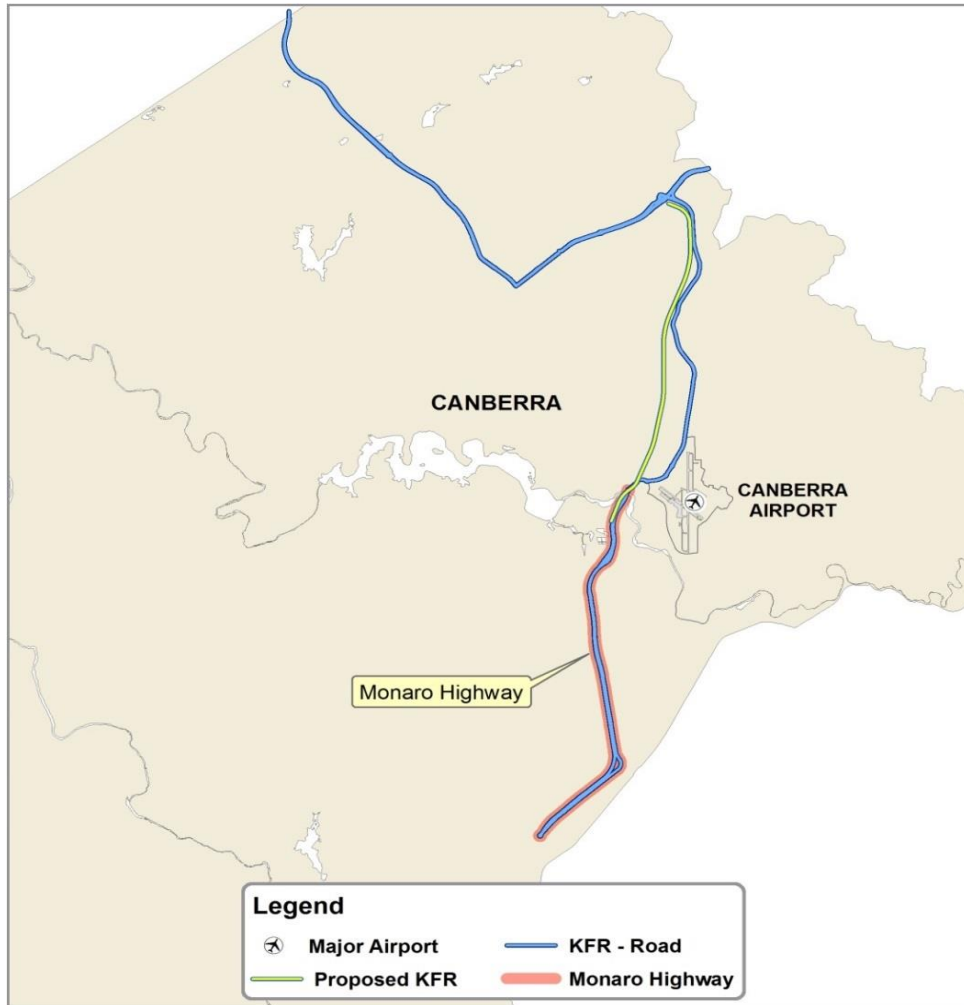 CANBERRA
CANBERRA
AIRPORT
Monaro Highway
Legend
Major Airport
KFR - Road
Proposed KFR
Monaro Highway